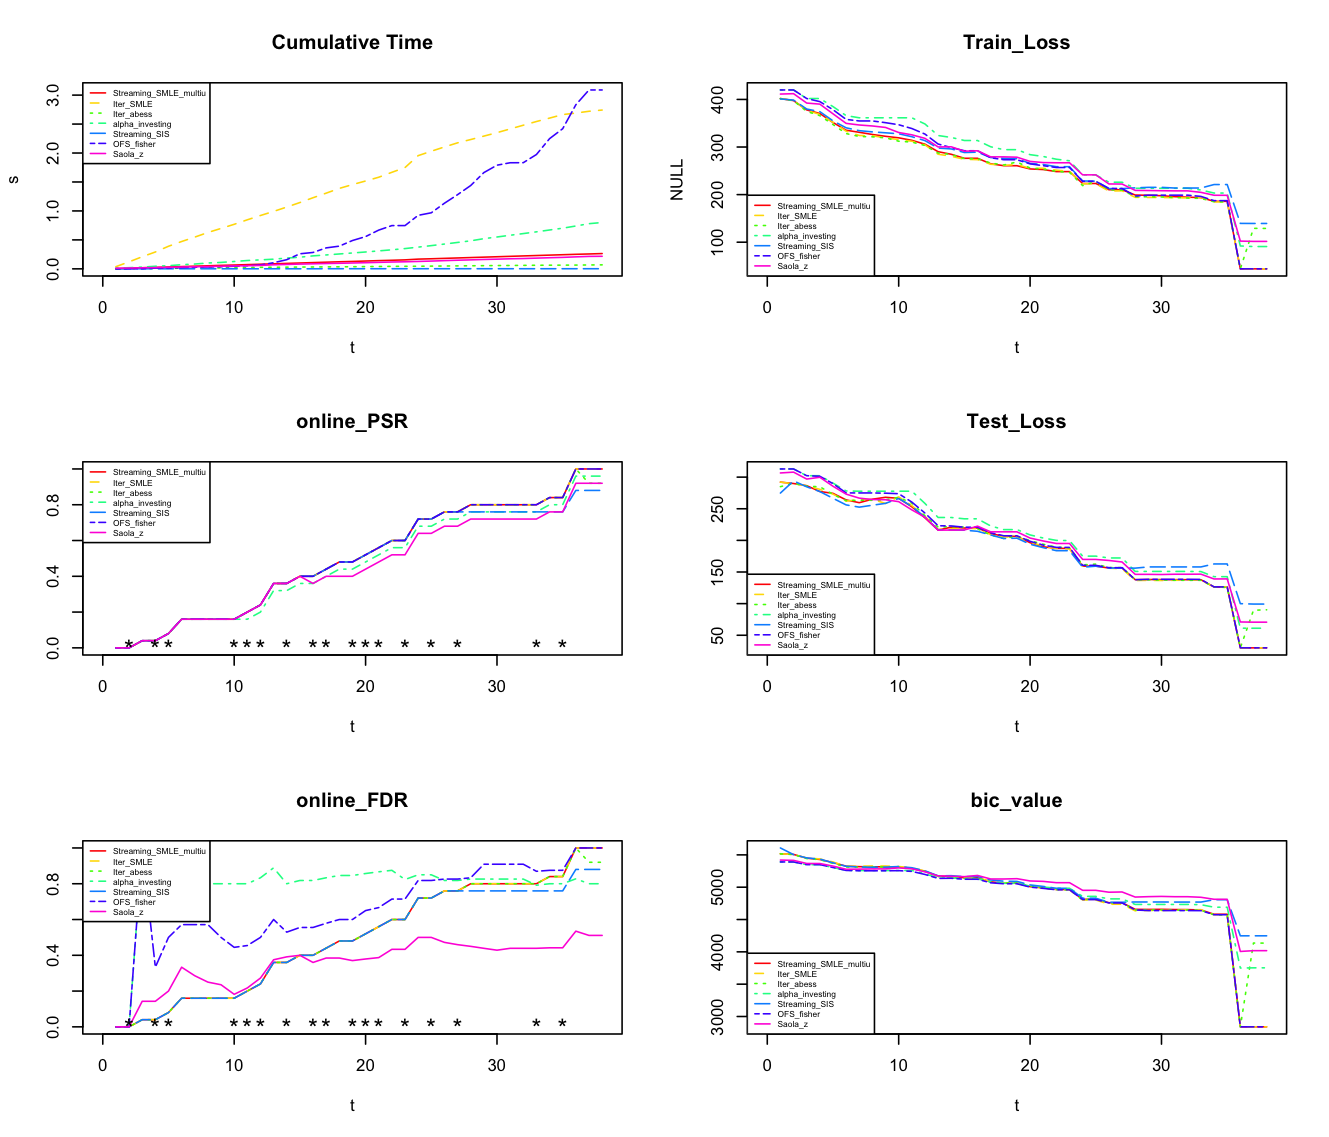 Cumulative Time
s
3.0
2.0
1.0
0.0
Streaming_SMLE_multiu
Iter_SMLE
Iter_abess
alpha_investing
Streaming_SIS
OFS_fisher
Saola_z
0 10 20 30
t
Train_Loss
NULL
400
300
200
100
Streaming_SMLE_multiu
Iter_SMLE
Iter_abess
alpha_investing
Streaming_SIS
OFS_fisher
Saola_z
0 10 20 30
t
online_PSR
0.8
0.4
0.0
Streaming_SMLE_multiu
Iter_SMLE
Iter_abess
alpha_investing
Streaming_SIS
OFS_fisher
Saola_z
* * * * * * * * * * * * * * * * * *
0 10 20 30
t
Test_Loss
250
150
50
Streaming_SMLE_multiu
Iter_SMLE
Iter_abess
alpha_investing
Streaming_SIS
OFS_fisher
Saola_z
0 10 20 30
t
online_FDR
0.8
0.4
0.0
Streaming_SMLE_multiu
Iter_SMLE
Iter_abess
alpha_investing
Streaming_SIS
OFS_fisher
Saola_z
* * * * * * * * * * * * * * * * * *
0 10 20 30
t
bic_value
5000
4000
3000
Streaming_SMLE_multiu
Iter_SMLE
Iter_abess
alpha_investing
Streaming_SIS
OFS_fisher
Saola_z
0 10 20 30
t